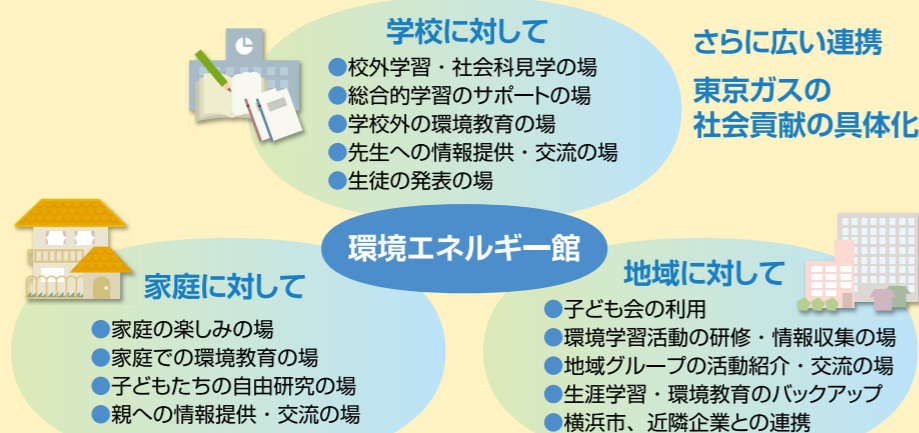 学校に対して
●校外学習・社会科見学の場
●総合的学習のサポートの場
●学校外の環境教育の場
●先生への情報提供・交流の場
●生徒の発表の場
さらに広い連携
東京ガスの
社会貢献の具体化
環境エネルギー館
家庭に対して
●家庭の楽しみの場
●家庭での環境教育の場
●子どもたちの自由研究の場
●親への情報提供・交流の場
地域に対して
●子ども会の利用
●環境学習活動の研修・情報収集の場
●地域グループの活動紹介・交流の場
●生涯学習・環境教育のバックアップ
●横浜市、近隣企業との連携